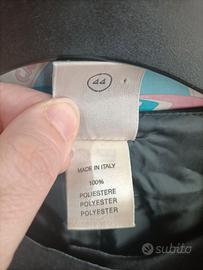 44
MADE IN ITALY
100%
POLIESTERE
POLYESTER
POLYESTER
subito